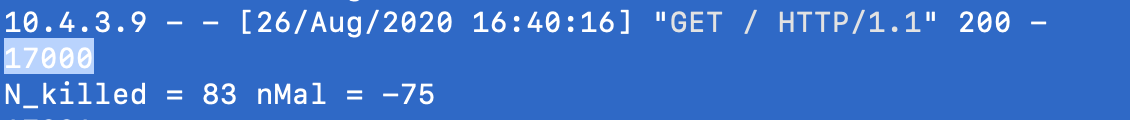 10.4.3.9 - - [26/Aug/2020 16:40:16] "GET / HTTP/1.1" 200 -
17000
N_killed = 83 nMal = -75